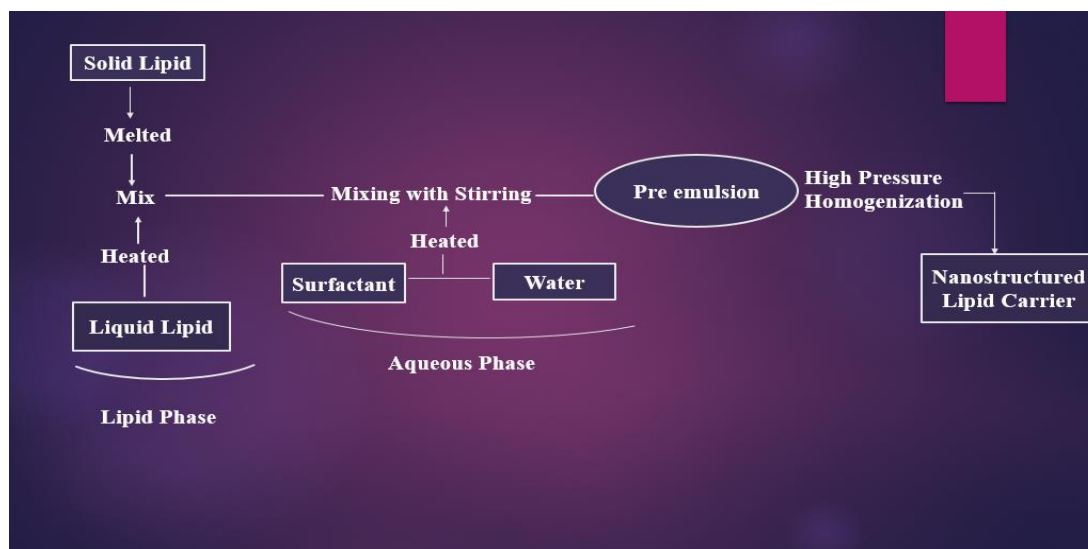 Solid Lipid
Melted
Mix
Heated
Liquid Lipid
Lipid Phase
Mixing with Stirring
Heated
Surfactant
Water
Aqueous Phase
Pre emulsion
High Pressure
Homogenization
Nanostructured
Lipid Carrier